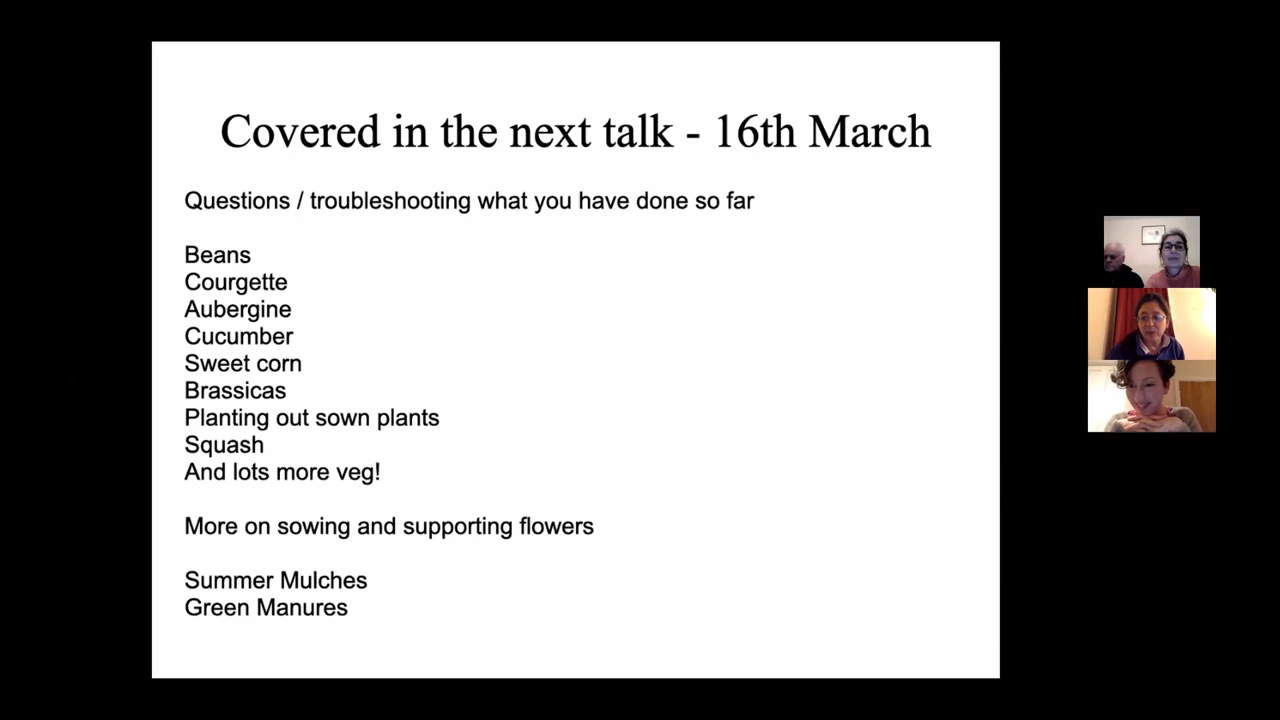 Covered in the next talk - 16th March
Questions / troubleshooting what you have done so far
Beans
Courgette
Aubergine
Cucumber
Sweet corn
Brassicas
Planting out sown plants
Squash
And lots more veg!
More on sowing and supporting flowers
Summer Mulches
Green Manures